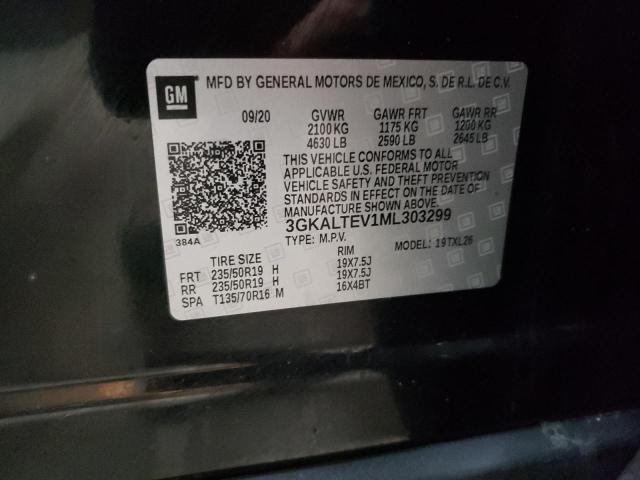 GM
MFD BY GENERAL MOTORS DE MEXICO, S. DE R.L. DE C.V.
09/20 GVWR GAWR FRT GAWR RR
2100 KG 1175 KG 1200 KG
4630 LB 2590 LB 2645 LB
THIS VEHICLE CONFORMS TO ALL
APPLICABLE U.S. FEDERAL MOTOR
VEHICLE SAFETY AND THEFT PREVENTION
STANDARDS IN EFFECT ON THE DATE OF
MANUFACTURE SHOWN ABOVE.
3GKALTEV1ML303299
384A TYPE: M.P.V. MODEL: 19TXL26
TIRE SIZE RIM
FRT 235/50R19 H 19X7.5J
RR 235/50R19 H 19X7.5J
SPA T135/70R16 M 16X4BT